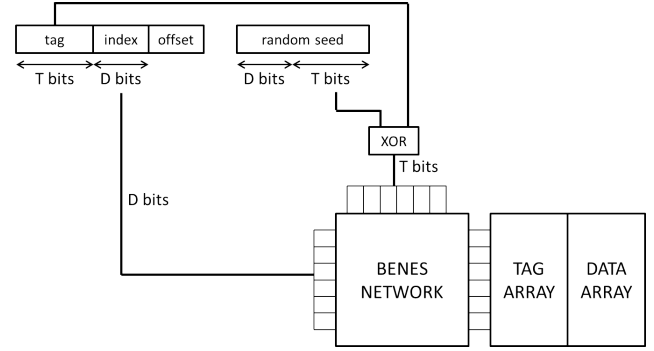 tag index offset
random seed
T bits D bits
D bits T bits
XOR
T bits
D bits
BENES
NETWORK
TAG
ARRAY
DATA
ARRAY